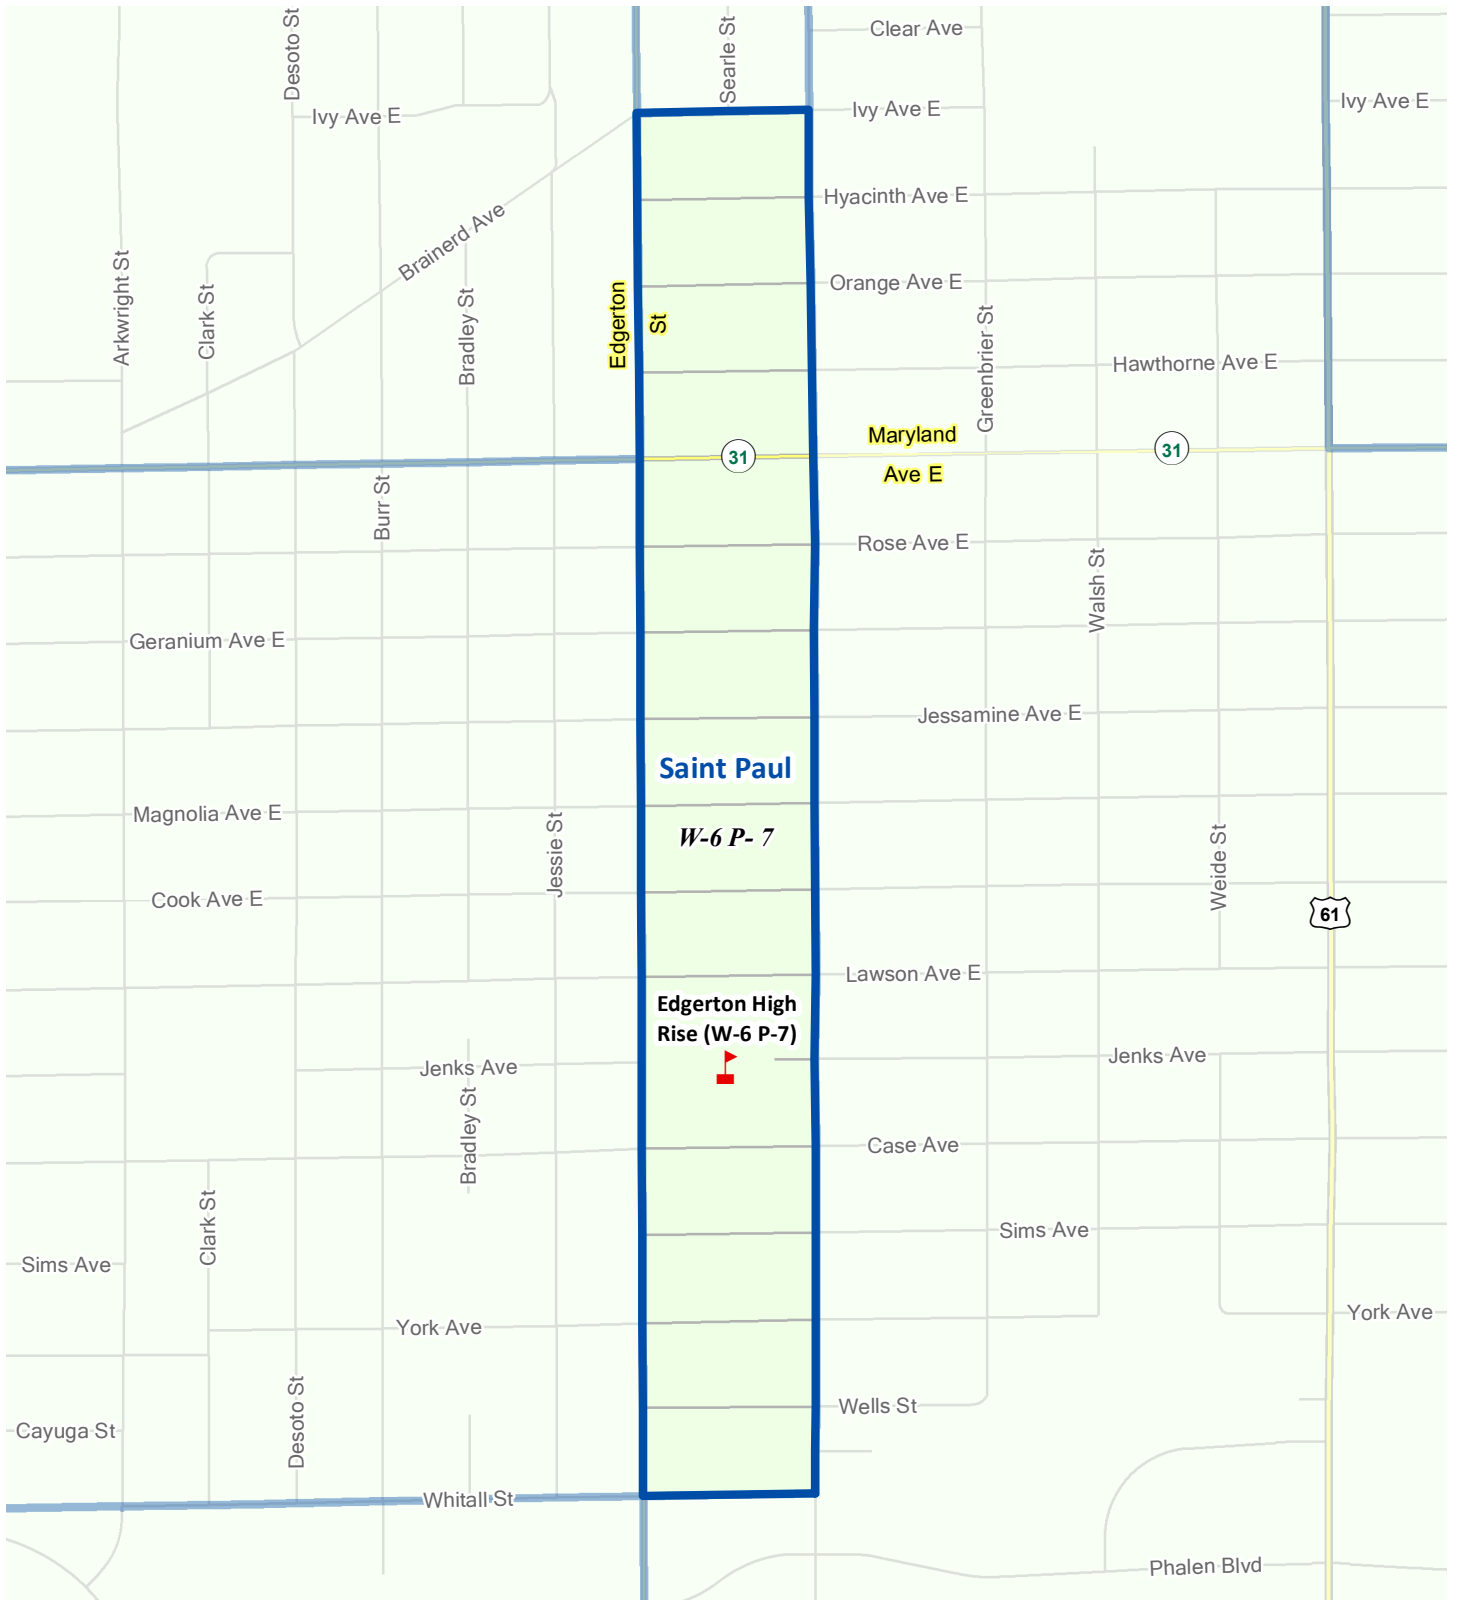 Desoto St
Searle St
Clear Ave
Ivy Ave E
Ivy Ave E
Ivy Ave E
Hyacinth Ave E
Brainerd Ave
Arkwright St
Clark St
Bradley St
Edgerton
St
Orange Ave E
Greenbrier St
Hawthorne Ave E
Maryland
Ave E
31
31
Burr St
Rose Ave E
Walsh St
Geranium Ave E
Jessamine Ave E
Saint Paul
Magnolia Ave E
W-6 P- 7
Jessie St
Weide St
Cook Ave E
61
Lawson Ave E
Edgerton High
Rise (W-6 P-7)
Jenks Ave
Jenks Ave
Bradley St
Case Ave
Clark St
Sims Ave
Sims Ave
York Ave
York Ave
Desoto St
Wells St
Cayuga St
Whitall St
Phalen Blvd